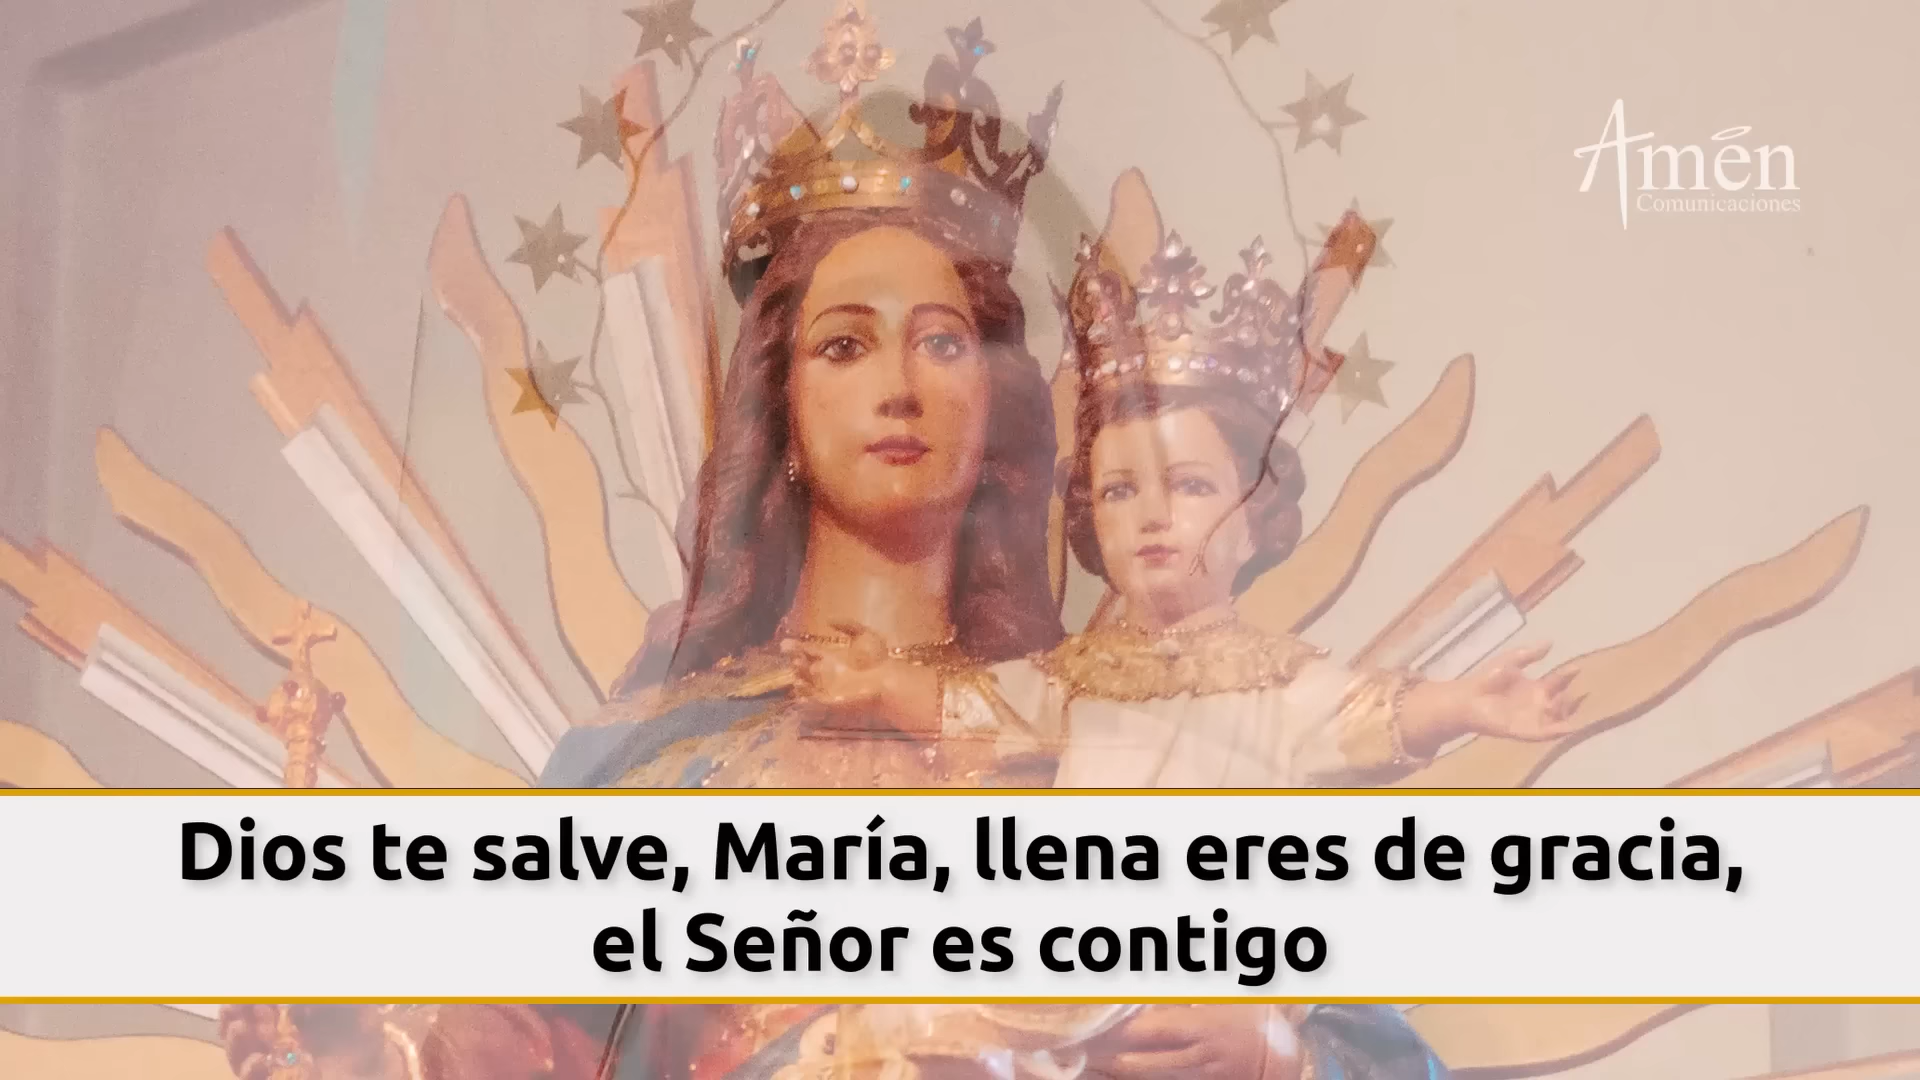 Amén
Comunicaciones
Dios te salve, María, llena eres de gracia,
el Señor es contigo